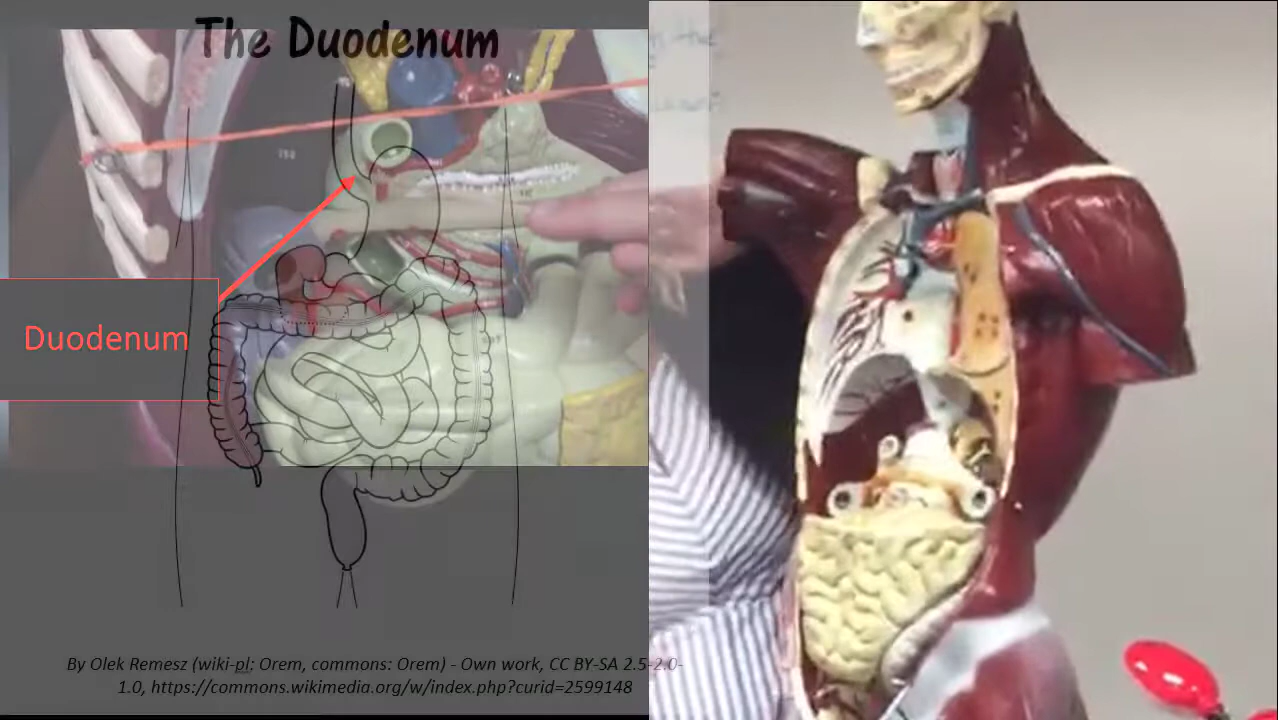 The Duodenum
Duodenum
By Olek Remesz (wiki-pl: Orem, commons: Orem) - Own work, CC BY-SA 2.5-2.0-
1.0, https://commons.wikimedia.org/w/index.php?curid=2599148